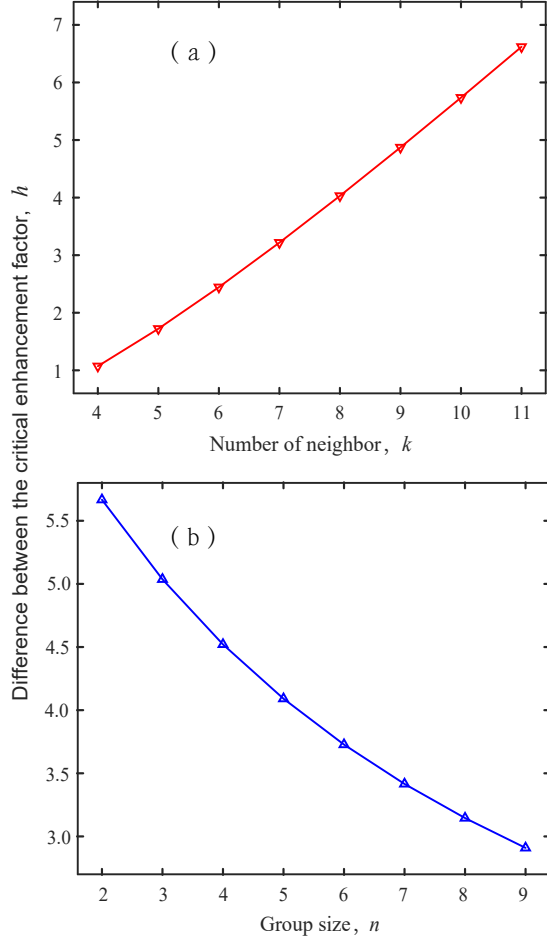 Difference between the critical enhancement factor, h
(a)
7
6
5
4
3
2
1
4 5 6 7 8 9 10 11
Number of neighbor, k
(b)
5.5
5.0
4.5
4.0
3.5
3.0
2 3 4 5 6 7 8 9
Group size, n